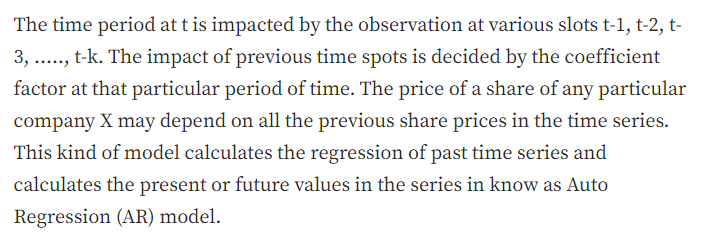 The time period at t is impacted by the observation at various slots t-1, t-2, t-
3, ....., t-k. The impact of previous time spots is decided by the coefficient
factor at that particular period of time. The price of a share of any particular
company X may depend on all the previous share prices in the time series.
This kind of model calculates the regression of past time series and
calculates the present or future values in the series in know as Auto
Regression (AR) model.